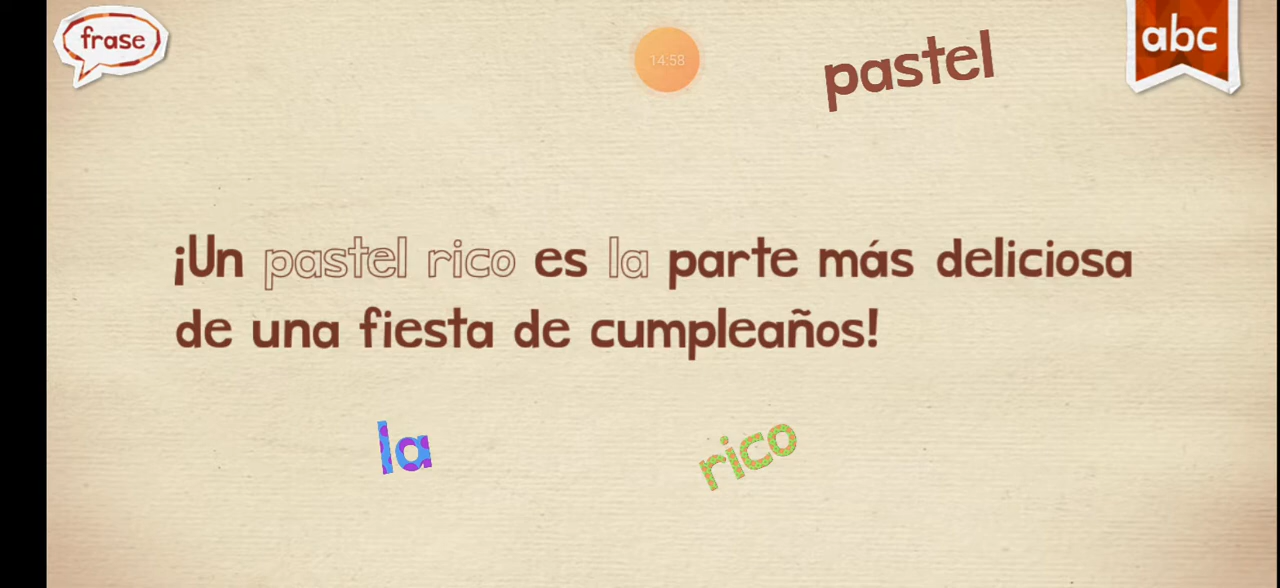 frase
14:58
pastel
abc
¡Un pastel rico es la parte más deliciosa
de una fiesta de cumpleaños!
la
rico